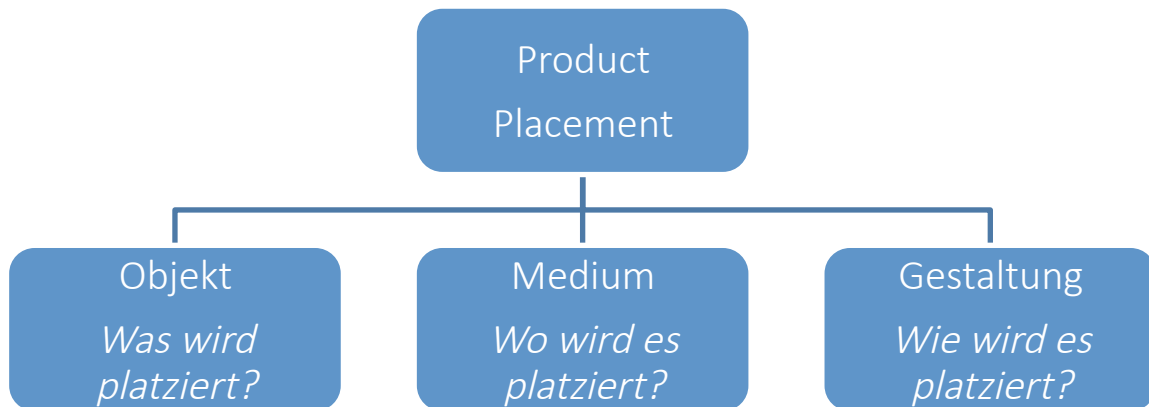 Product
Placement
Objekt
Was wird
platziert?
Medium
Wo wird es
platziert?
Gestaltung
Wie wird es
platziert?